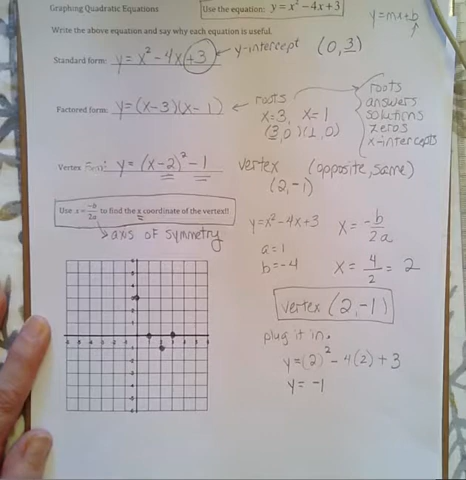 Graphing Quadratic Equations
Use the equation: y = x² − 4x + 3
y=mx+b
Write the above equation and say why each equation is useful.
Standard form: y = x² - 4x + 3 ← y-intercept (0, 3)
Factored form: y = (x-3)(x-1) ← roots
x=3, x=1
(3,0) (1,0)
roots
answers
solutions
zeros
x-intercepts
Vertex Form: y = (x-2)² - 1 vertex (opposite, same)
(2,-1)
Use x = -b/2a to find the x coordinate of the vertex!!
→ axis of symmetry
y=x²-4x+3
a=1
b=-4
x = -b/2a
x = 4/2 = 2
vertex (2,-1)
plug it in.
y=(2)² - 4(2) + 3
y = -1